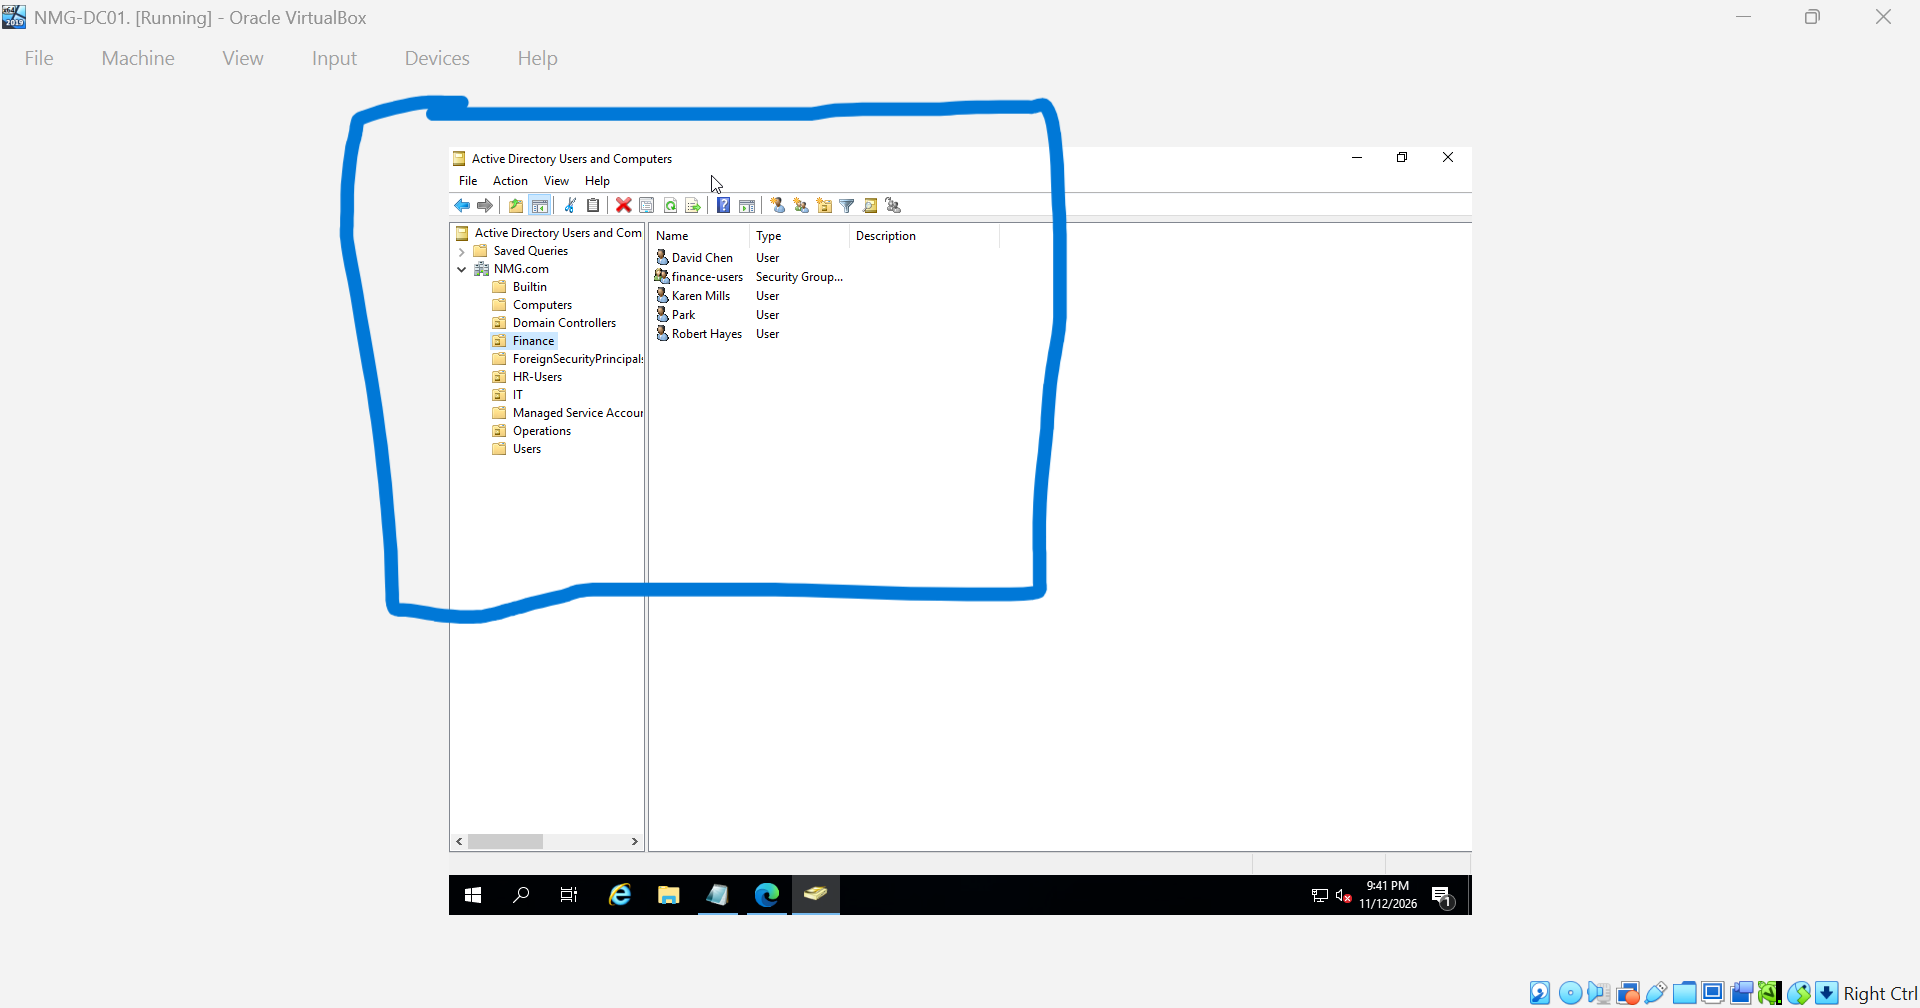 NMG-DC01. [Running] - Oracle VirtualBox
File Machine View Input Devices Help
Active Directory Users and Computers
File Action View Help
Active Directory Users and Com
Saved Queries
NMG.com
Builtin
Computers
Domain Controllers
Finance
ForeignSecurityPrincipals
HR-Users
IT
Managed Service Accour
Operations
Users
Name Type Description
David Chen User
finance-users Security Group...
Karen Mills User
Park User
Robert Hayes User
9:41 PM
11/12/2026
1
Right Ctrl